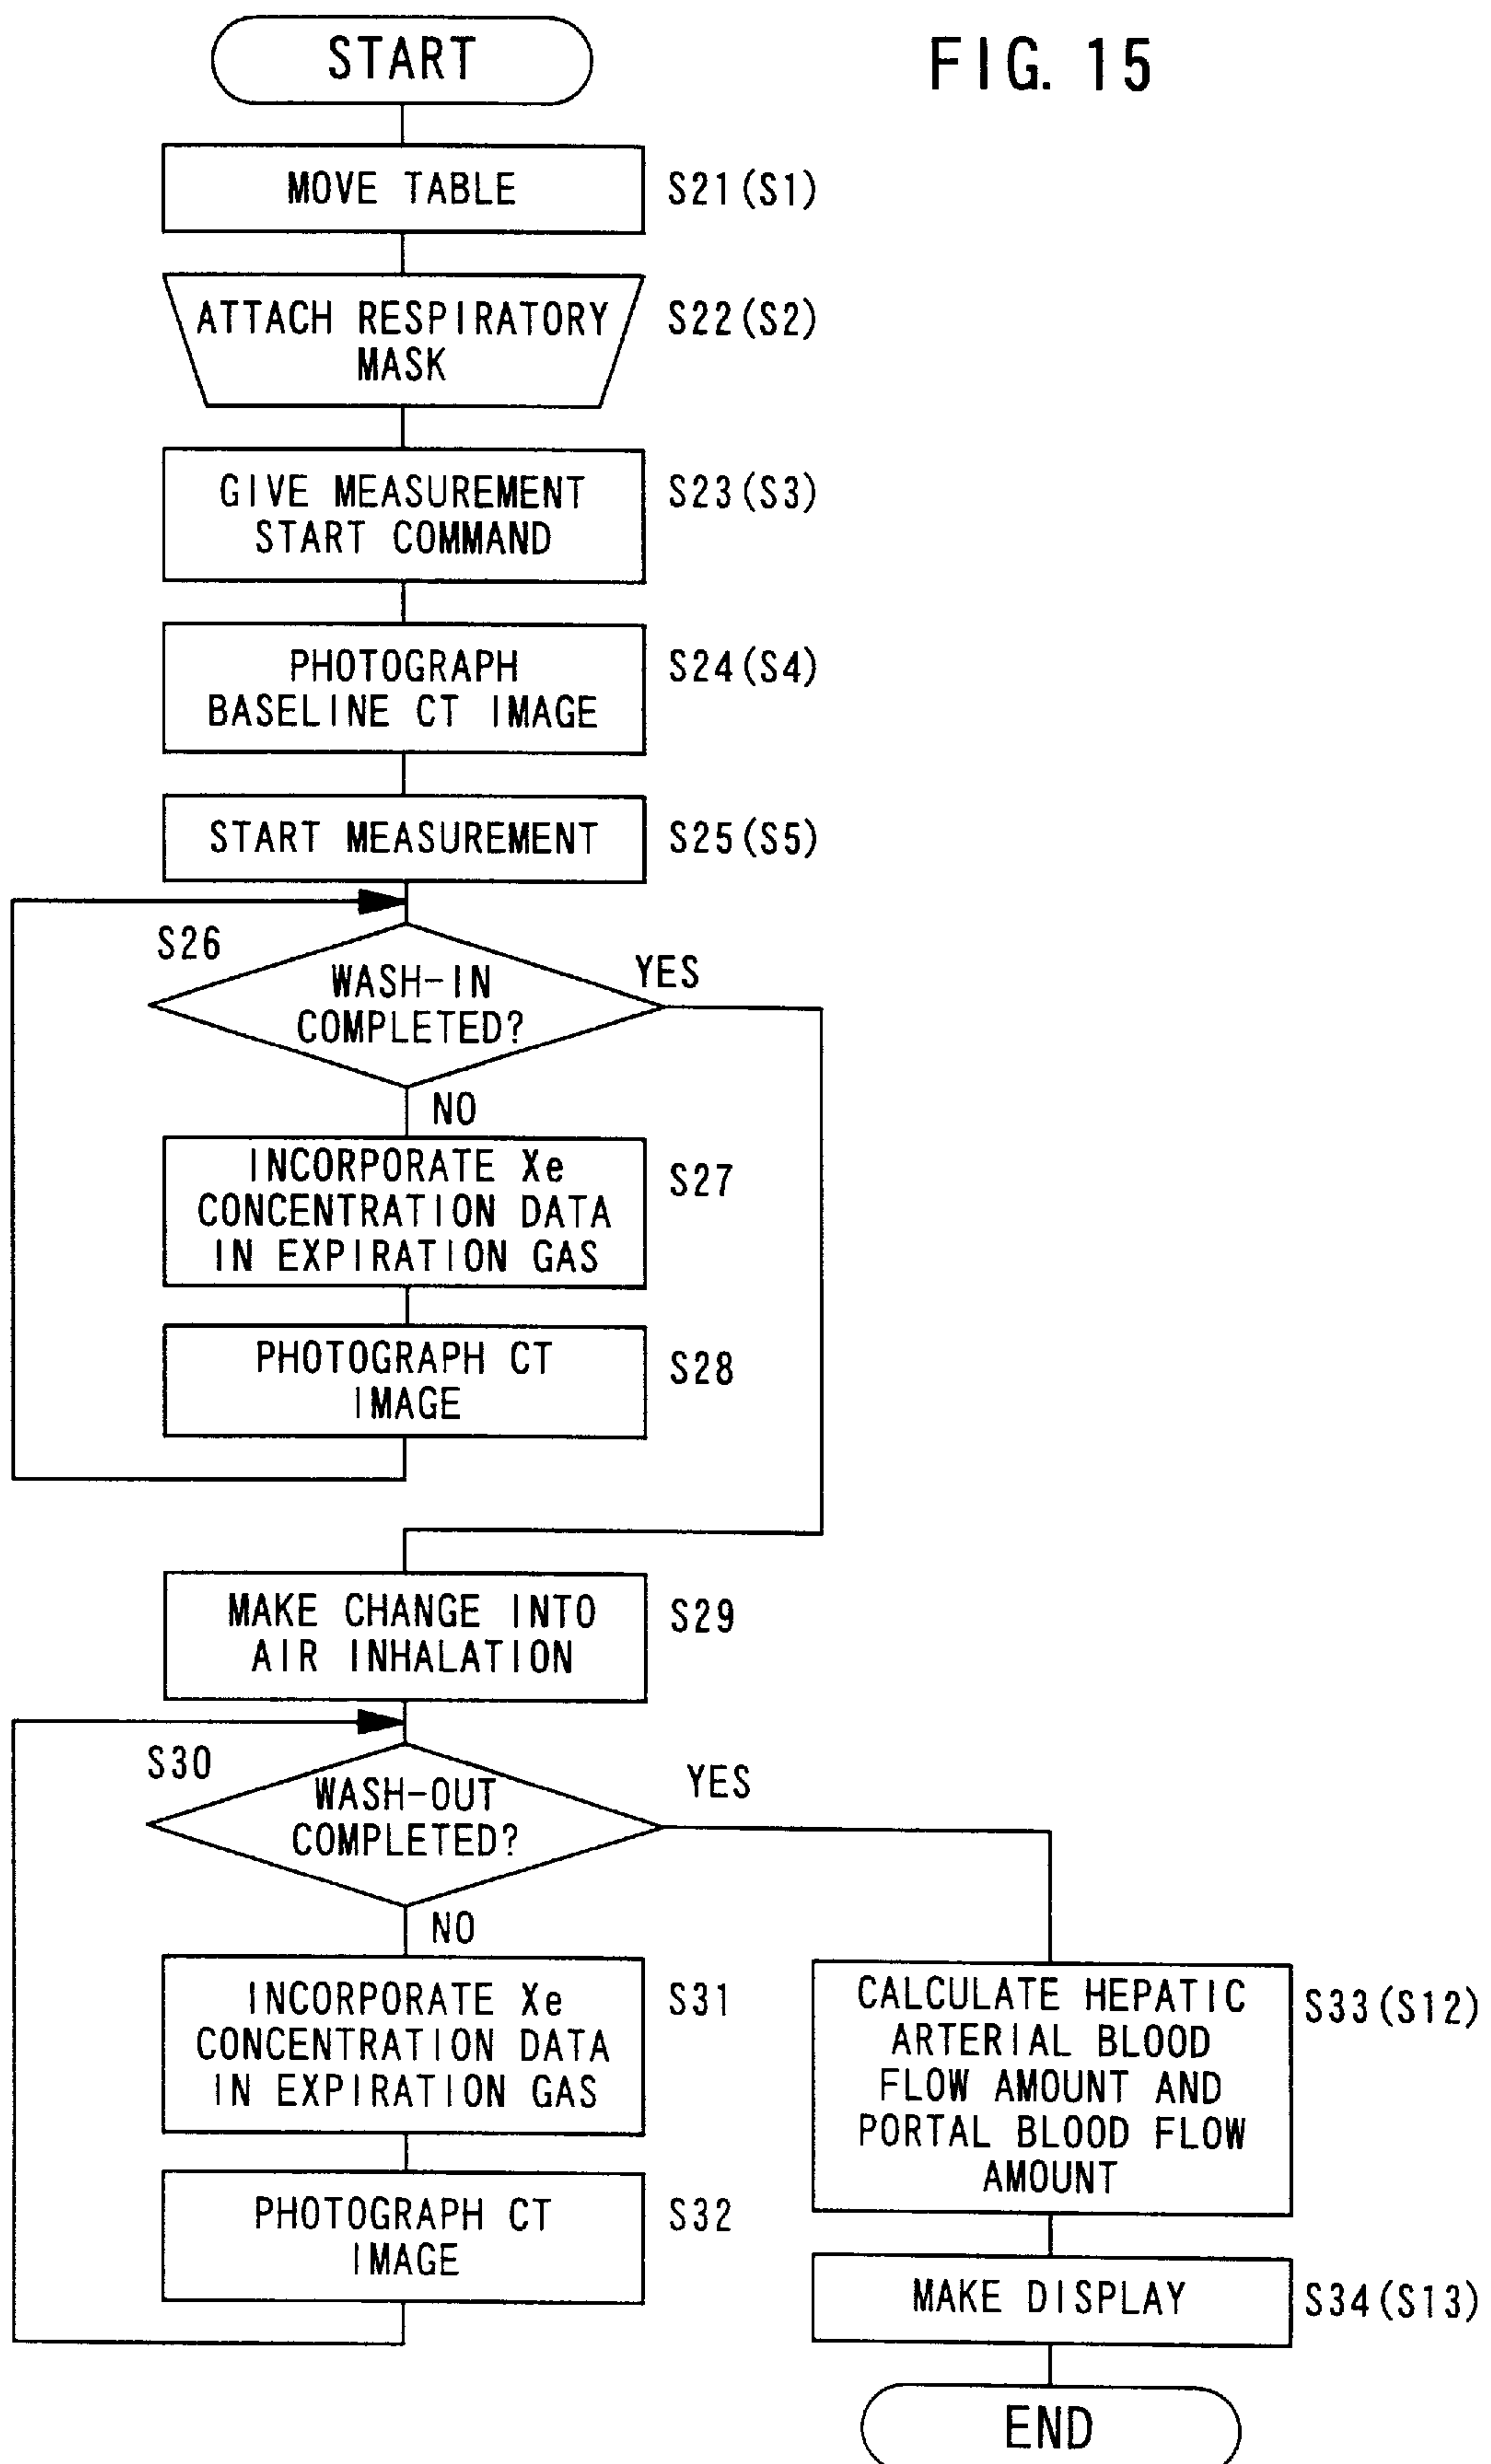 START
FIG. 15
MOVE TABLE
S21(S1)
ATTACH RESPIRATORY
MASK
S22(S2)
GIVE MEASUREMENT
START COMMAND
S23(S3)
PHOTOGRAPH
BASELINE CT IMAGE
S24(S4)
START MEASUREMENT
S25(S5)
S26
WASH-IN
COMPLETED?
YES
NO
INCORPORATE Xe
CONCENTRATION DATA
IN EXPIRATION GAS
S27
PHOTOGRAPH CT
IMAGE
S28
MAKE CHANGE INTO
AIR INHALATION
S29
S30
WASH-OUT
COMPLETED?
YES
NO
INCORPORATE Xe
CONCENTRATION DATA
IN EXPIRATION GAS
S31
PHOTOGRAPH CT
IMAGE
S32
CALCULATE HEPATIC
ARTERIAL BLOOD
FLOW AMOUNT AND
PORTAL BLOOD FLOW
AMOUNT
S33(S12)
MAKE DISPLAY
S34(S13)
END